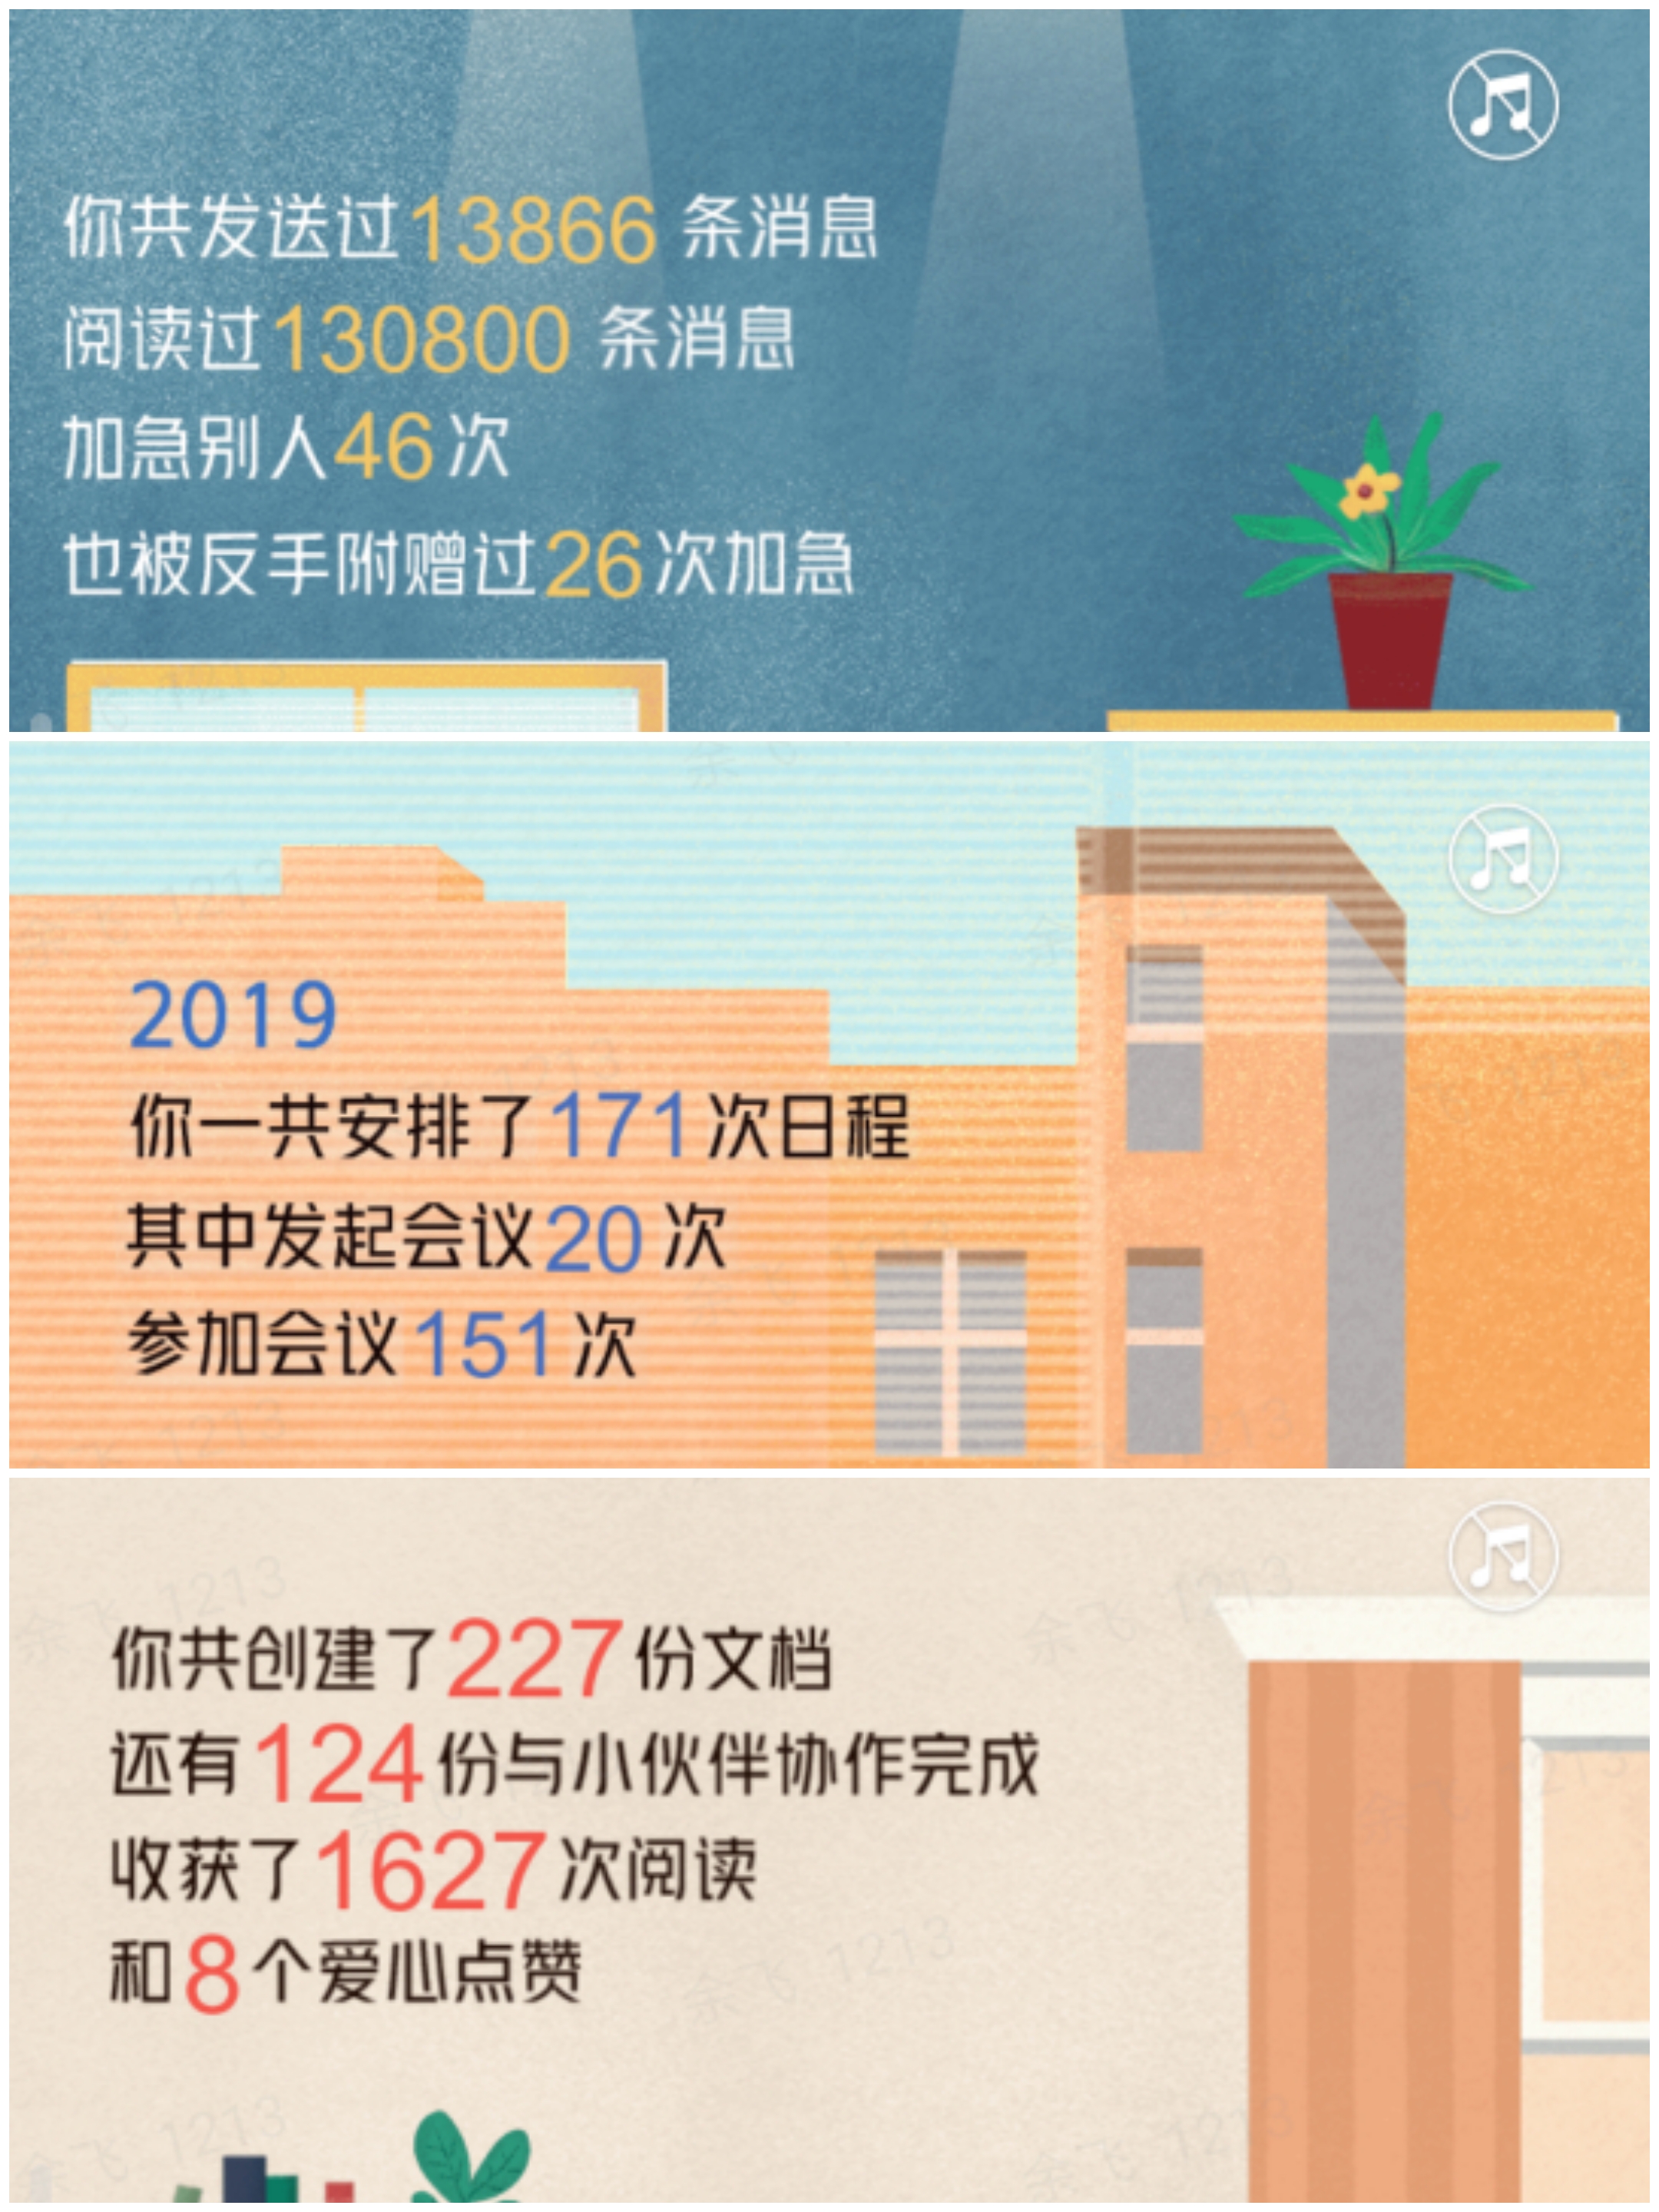 你共发送过13866 条消息
阅读过130800 条消息
加急别人46次
也被反手附赠过26次加急
2019
你一共安排了171次日程
其中发起会议20 次
参加会议151 次
你共创建了227份文档
还有124份与小伙伴协作完成
收获了1627次阅读
和8个爱心点赞
余飞 1213